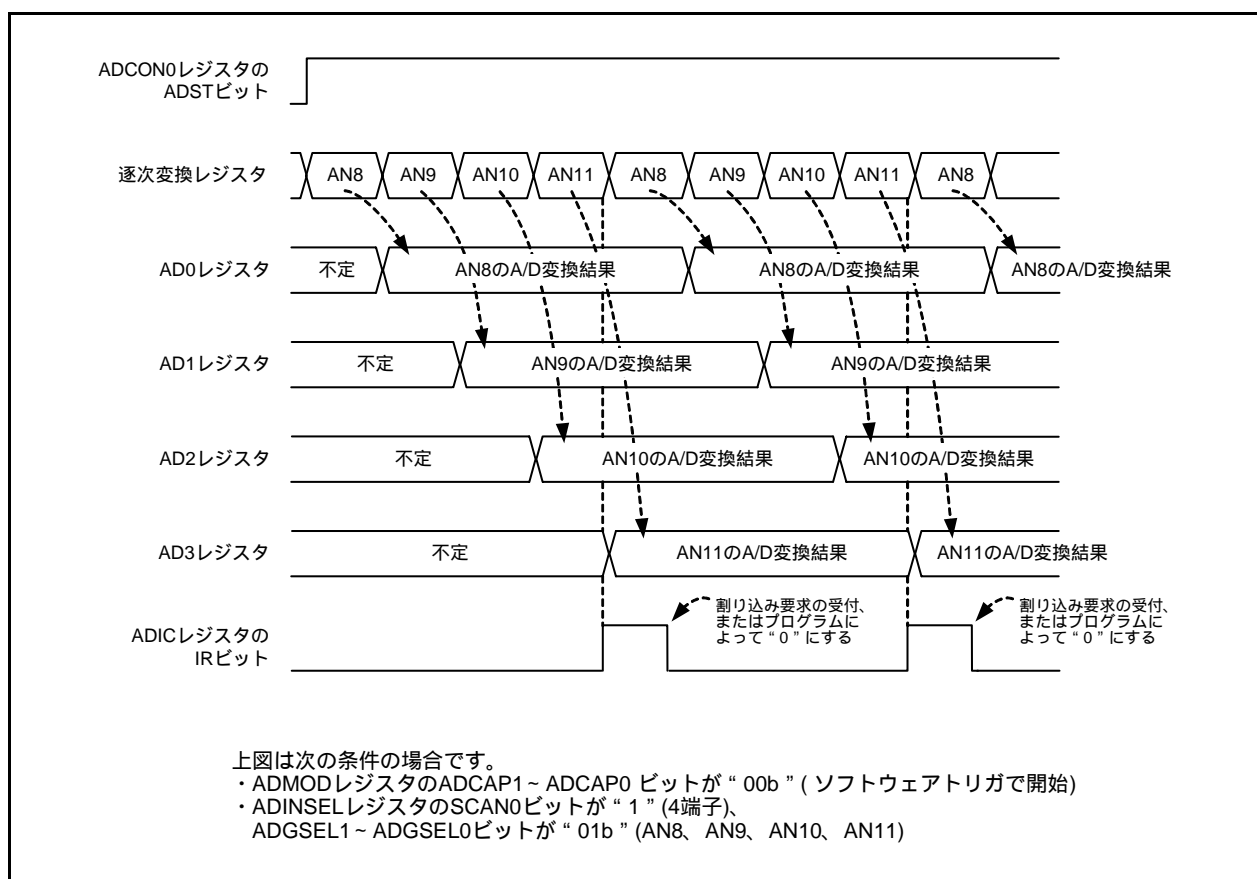 ADCON0レジスタの
ADSTビット
逐次変換レジスタ
AN8
AN9
AN10
AN11
AN8
AN9
AN10
AN11
AN8
AD0レジスタ
不定
AN8のA/D変換結果
AN8のA/D変換結果
AN8のA/D変換結果
AD1レジスタ
不定
AN9のA/D変換結果
AN9のA/D変換結果
AD2レジスタ
不定
AN10のA/D変換結果
AN10のA/D変換結果
AD3レジスタ
不定
AN11のA/D変換結果
AN11のA/D変換結果
ADICレジスタの
IRビット
割り込み要求の受付、
またはプログラムに
よって“0”にする
割り込み要求の受付、
またはプログラムに
よって“0”にする
上図は次の条件の場合です。
・ADMODレジスタのADCAP1~ADCAP0 ビットが“00b”(ソフトウェアトリガで開始)
・ADINSELレジスタのSCAN0ビットが“1”(4端子)、
ADGSEL1~ADGSEL0ビットが“01b”(AN8、AN9、AN10、AN11)